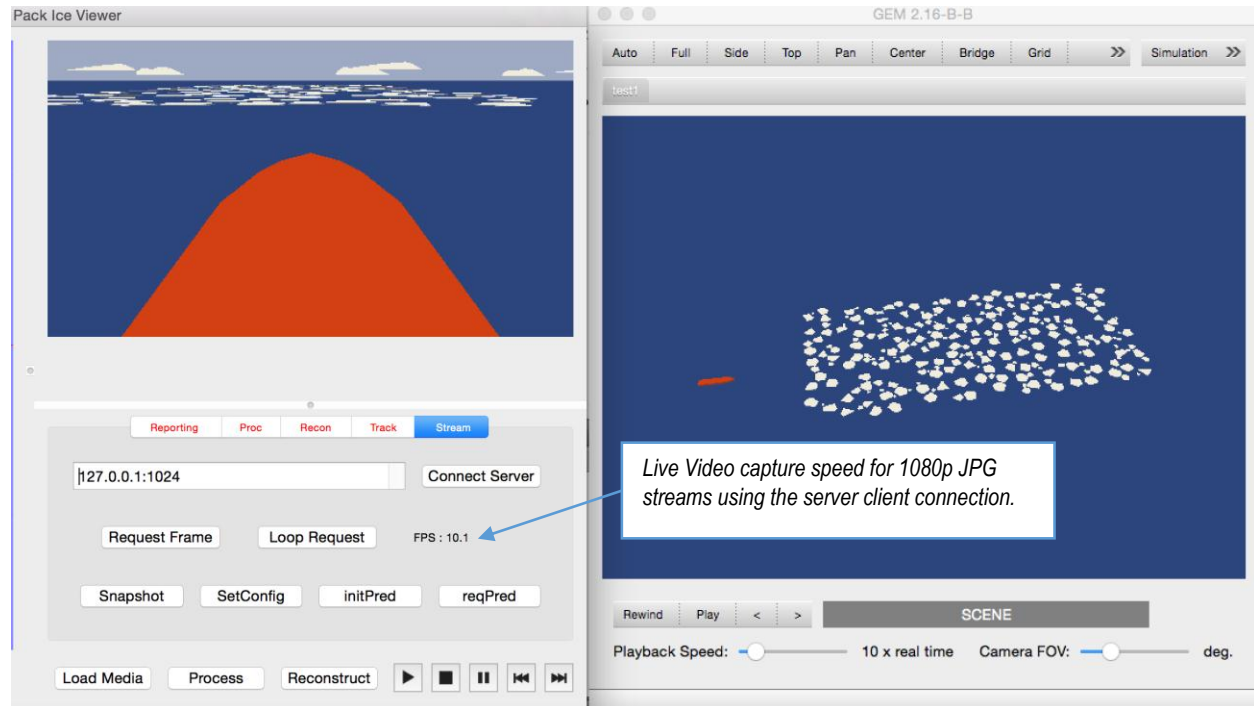 Pack Ice Viewer
Reporting Proc Recon Track Stream
127.0.0.1:1024 Connect Server
Request Frame Loop Request FPS : 10.1
Snapshot SetConfig initPred reqPred
Load Media Process Reconstruct
GEM 2.16-B-B
Auto Full Side Top Pan Center Bridge Grid >> Simulation >>
test1
Live Video capture speed for 1080p JPG
streams using the server client connection.
Rewind Play < > SCENE
Playback Speed: 10 x real time Camera FOV: deg.